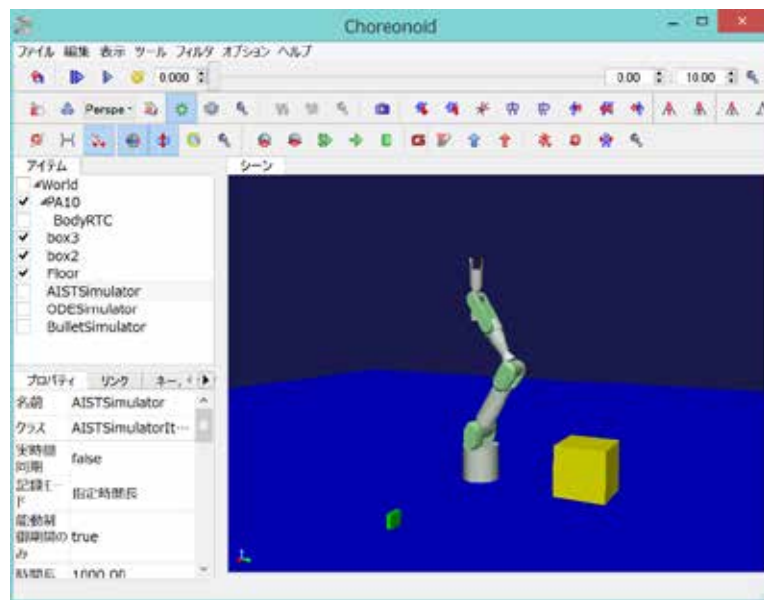 Choreonoid
ファイル 編集 表示 ツール フィルタ オプション ヘルプ
0.000 0.00 10.00
Perspe
アイテム シーン
World
PA10
BodyRTC
box3
box2
Floor
AISTSimulator
ODESimulator
BulletSimulator
プロパティ リンク キー,
名前 AISTSimulator
クラス AISTSimulatorIt…
実時間
同期 false
記録モー
ド 指定時間長
能動制
御期間の true
み
時間長 1000.00